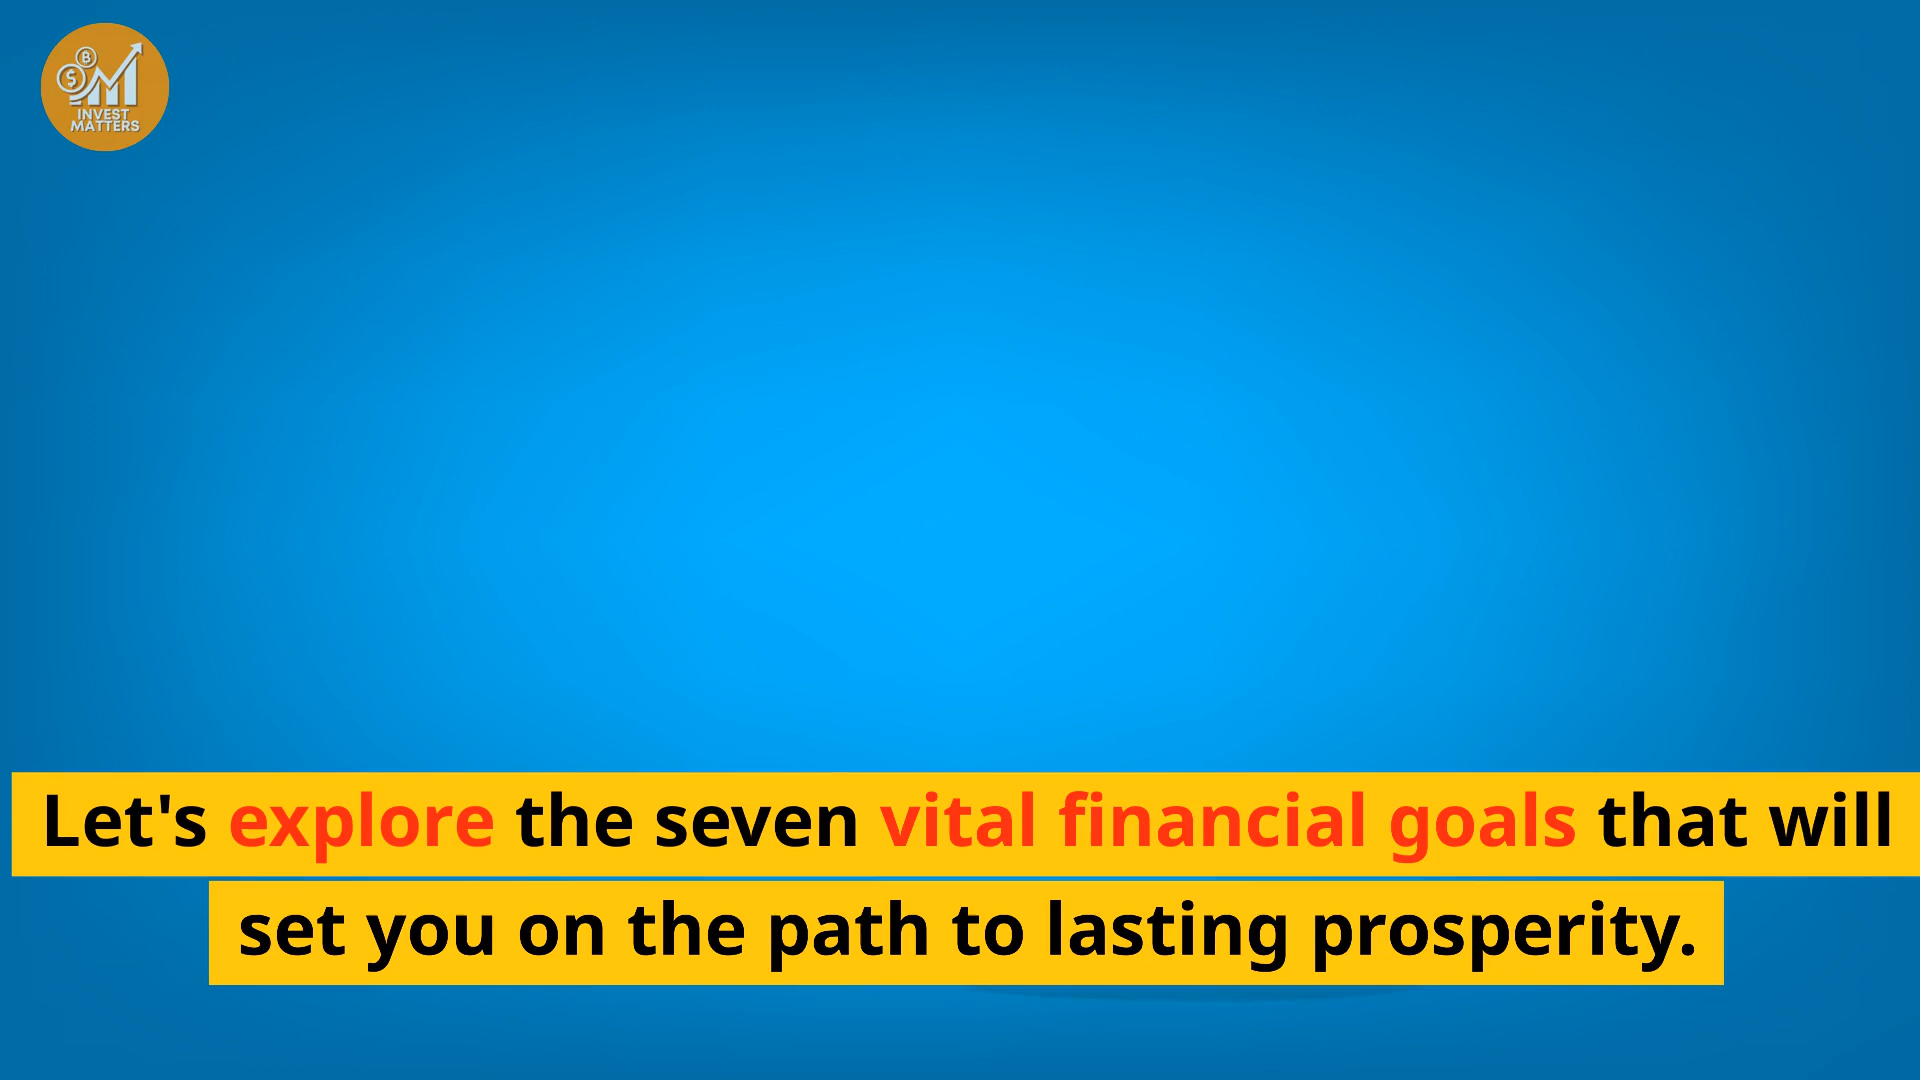 $
B
INVEST
MATTERS
Let's explore the seven vital financial goals that will
set you on the path to lasting prosperity.